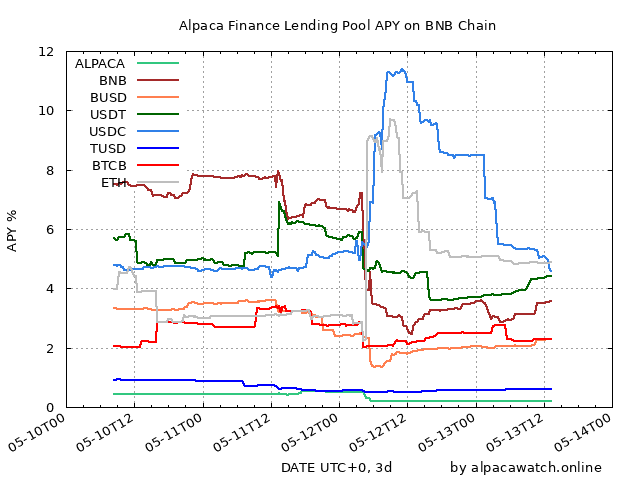 Alpaca Finance Lending Pool APY on BNB Chain
12
10
8
6
4
2
0
APY %
ALPACA
BNB
BUSD
USDT
USDC
TUSD
BTCB
ETH
05-10T00
05-10T12
05-11T00
05-11T12
05-12T00
05-12T12
05-13T00
05-13T12
05-14T00
DATE UTC+0, 3d
by alpacawatch.online